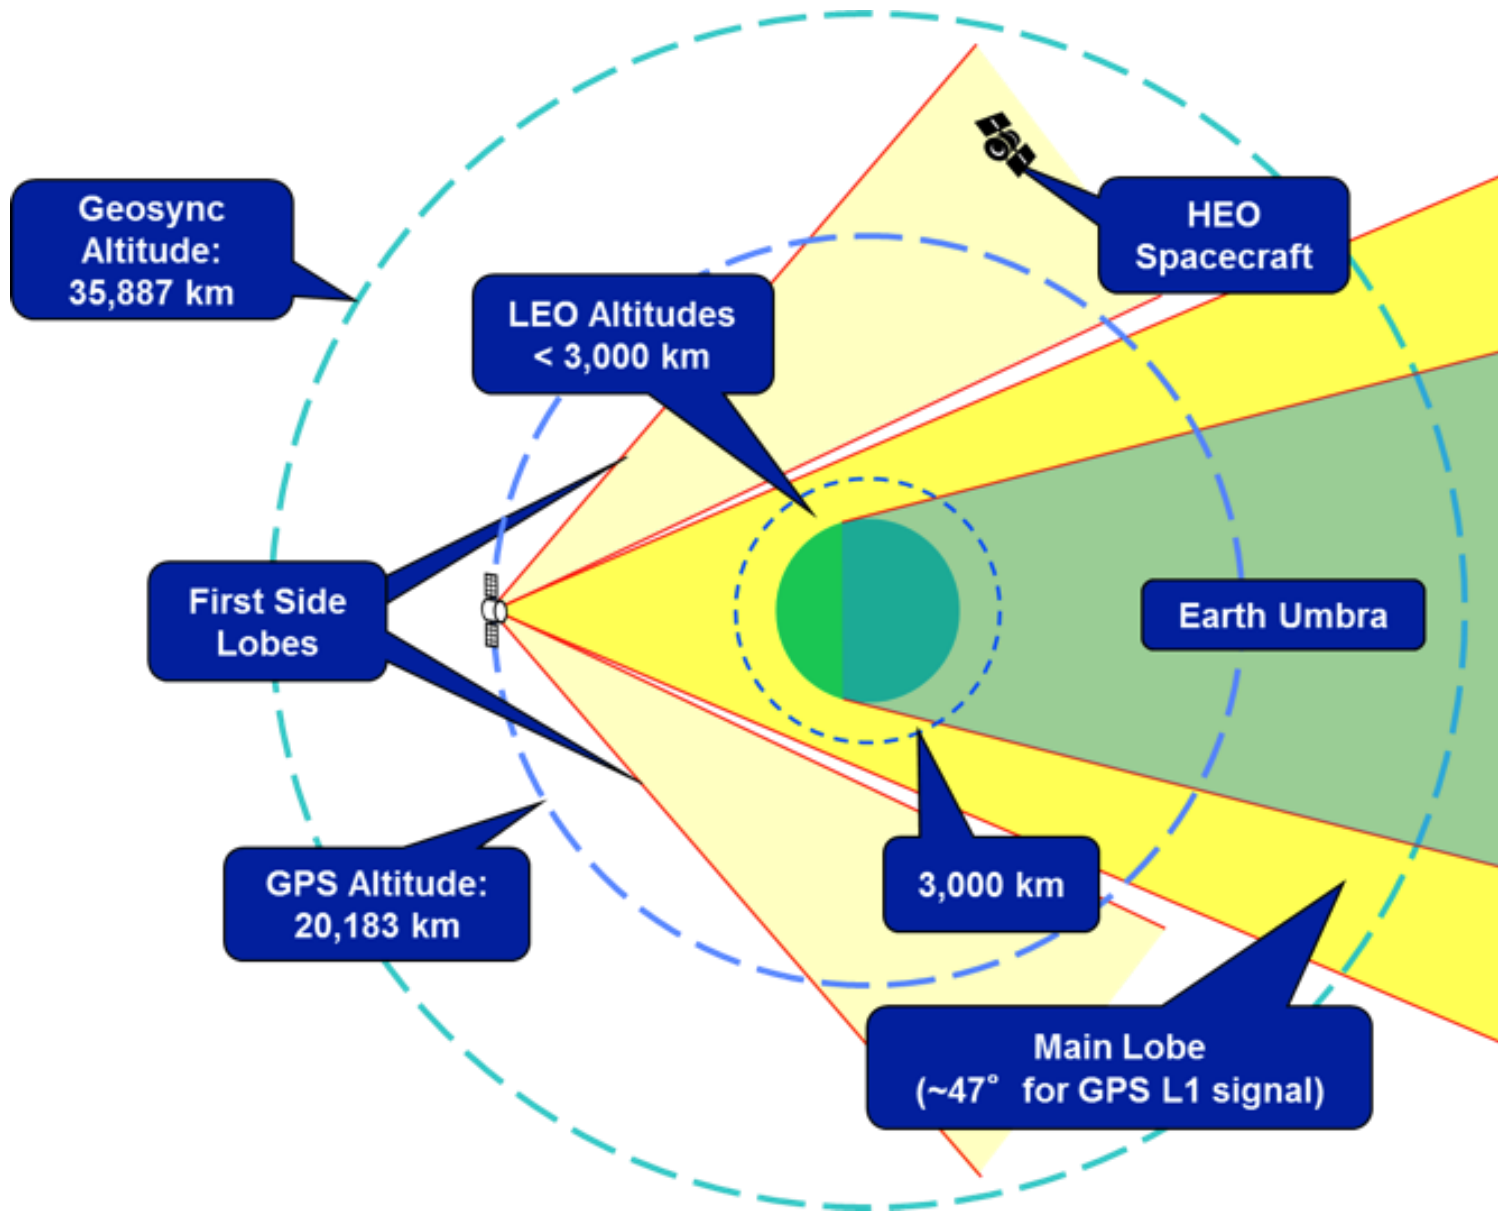 Geosync
Altitude:
35,887 km
HEO
Spacecraft
LEO Altitudes
< 3,000 km
First Side
Lobes
Earth Umbra
GPS Altitude:
20,183 km
3,000 km
Main Lobe
(~47° for GPS L1 signal)